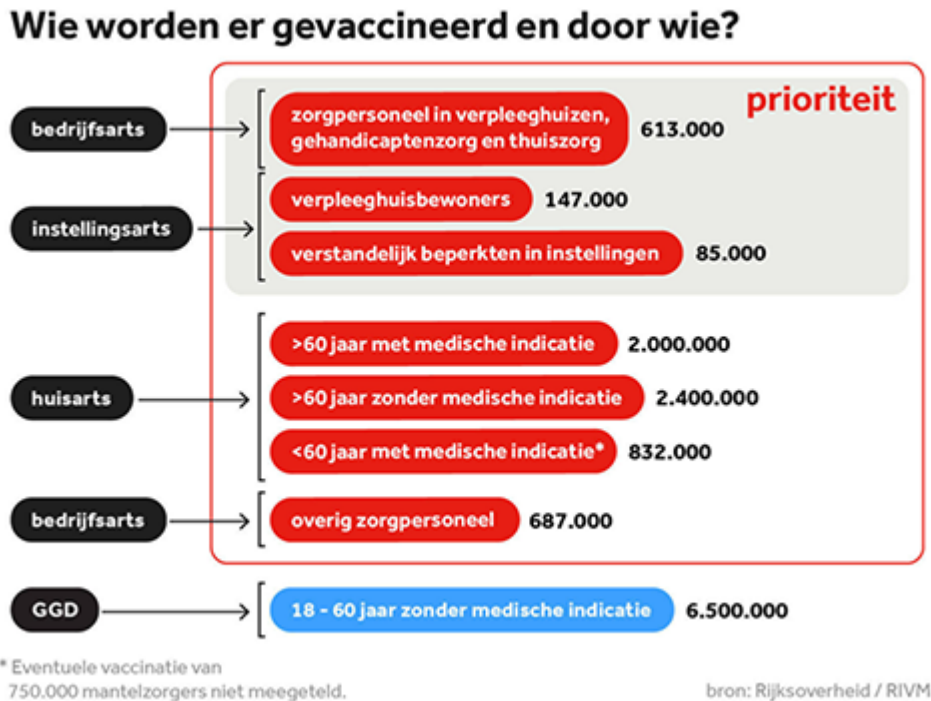 Wie worden er gevaccineerd en door wie?
prioriteit
bedrijfsarts
zorgpersoneel in verpleeghuizen,
gehandicaptenzorg en thuiszorg
613.000
instellingsarts
verpleeghuisbewoners 147.000
verstandelijk beperkten in instellingen 85.000
huisarts
>60 jaar met medische indicatie 2.000.000
>60 jaar zonder medische indicatie 2.400.000
<60 jaar met medische indicatie* 832.000
bedrijfsarts
overig zorgpersoneel 687.000
GGD
18 - 60 jaar zonder medische indicatie 6.500.000
* Eventuele vaccinatie van
750.000 mantelzorgers niet meegeteld.
bron: Rijksoverheid / RIVM